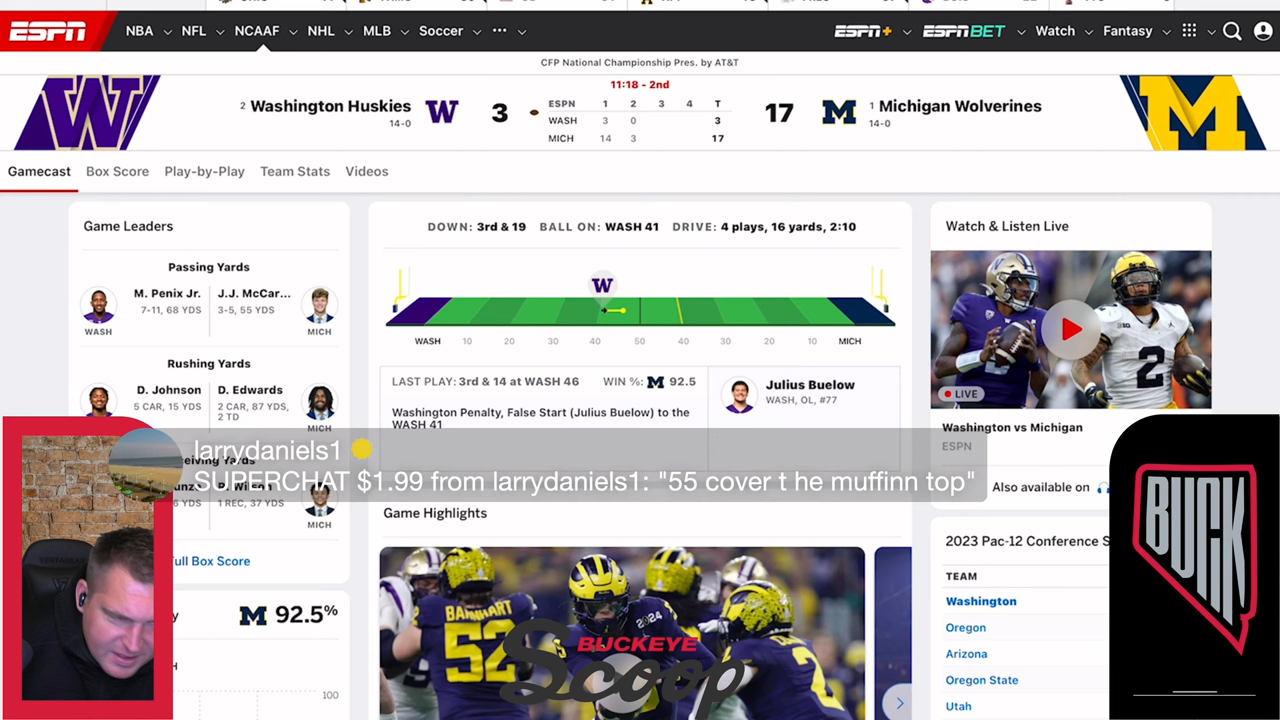 ESPN
NBA NFL NCAAF NHL MLB Soccer ...
ESPN+ ESPN BET Watch Fantasy
CFP National Championship Pres. by AT&T
W
2 Washington Huskies
14-0
W
3
11:18 - 2nd
ESPN 1 2 3 4 T
WASH 3 0 3
MICH 14 3 17
17
M
1 Michigan Wolverines
14-0
M
Gamecast Box Score Play-by-Play Team Stats Videos
Game Leaders
Passing Yards
M. Penix Jr.
7-11, 68 YDS
WASH
J.J. McCar...
3-5, 55 YDS
MICH
Rushing Yards
D. Johnson
5 CAR, 15 YDS
D. Edwards
2 CAR, 87 YDS,
2 TD
1 REC, 37 YDS
MICH
Full Box Score
M 92.5%
100
DOWN: 3rd & 19 BALL ON: WASH 41 DRIVE: 4 plays, 16 yards, 2:10
W
WASH 10 20 30 40 50 40 30 20 10 MICH
LAST PLAY: 3rd & 14 at WASH 46 WIN %: M 92.5
Washington Penalty, False Start (Julius Buelow) to the
WASH 41
Julius Buelow
WASH, OL, #77
larrydaniels1
SUPERCHAT $1.99 from larrydaniels1: "55 cover t he muffinn top"
Game Highlights
BARNHART
52
2024
2
BUCKEYE
Scoop
Watch & Listen Live
2
LIVE
Washington vs Michigan
ESPN
Also available on
2023 Pac-12 Conference S
TEAM
Washington
Oregon
Arizona
Oregon State
Utah
BUCK